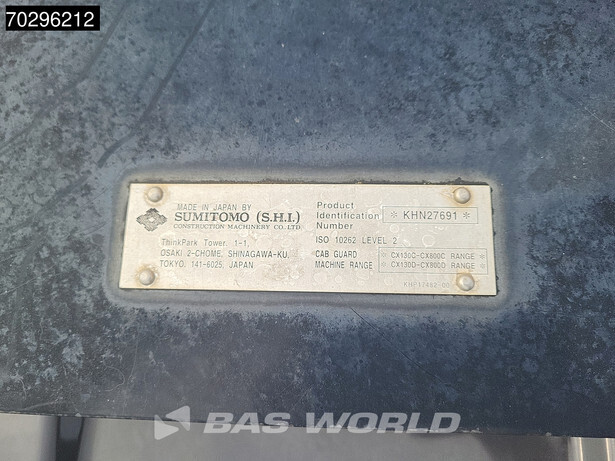 70296212
MADE IN JAPAN BY
SUMITOMO (S.H.I.)
CONSTRUCTION MACHINERY CO. LTD.
ThinkPark Tower. 1-1,
OSAKI 2-CHOME, SHINAGAWA-KU,
TOKYO. 141-6025, JAPAN
Product
Identification
Number
* KHN27691 *
ISO 10262 LEVEL 2
CAB GUARD * CX130C-CX800C RANGE *
MACHINE RANGE * CX130D-CX800D RANGE *
KHP17462-00
BAS WORLD